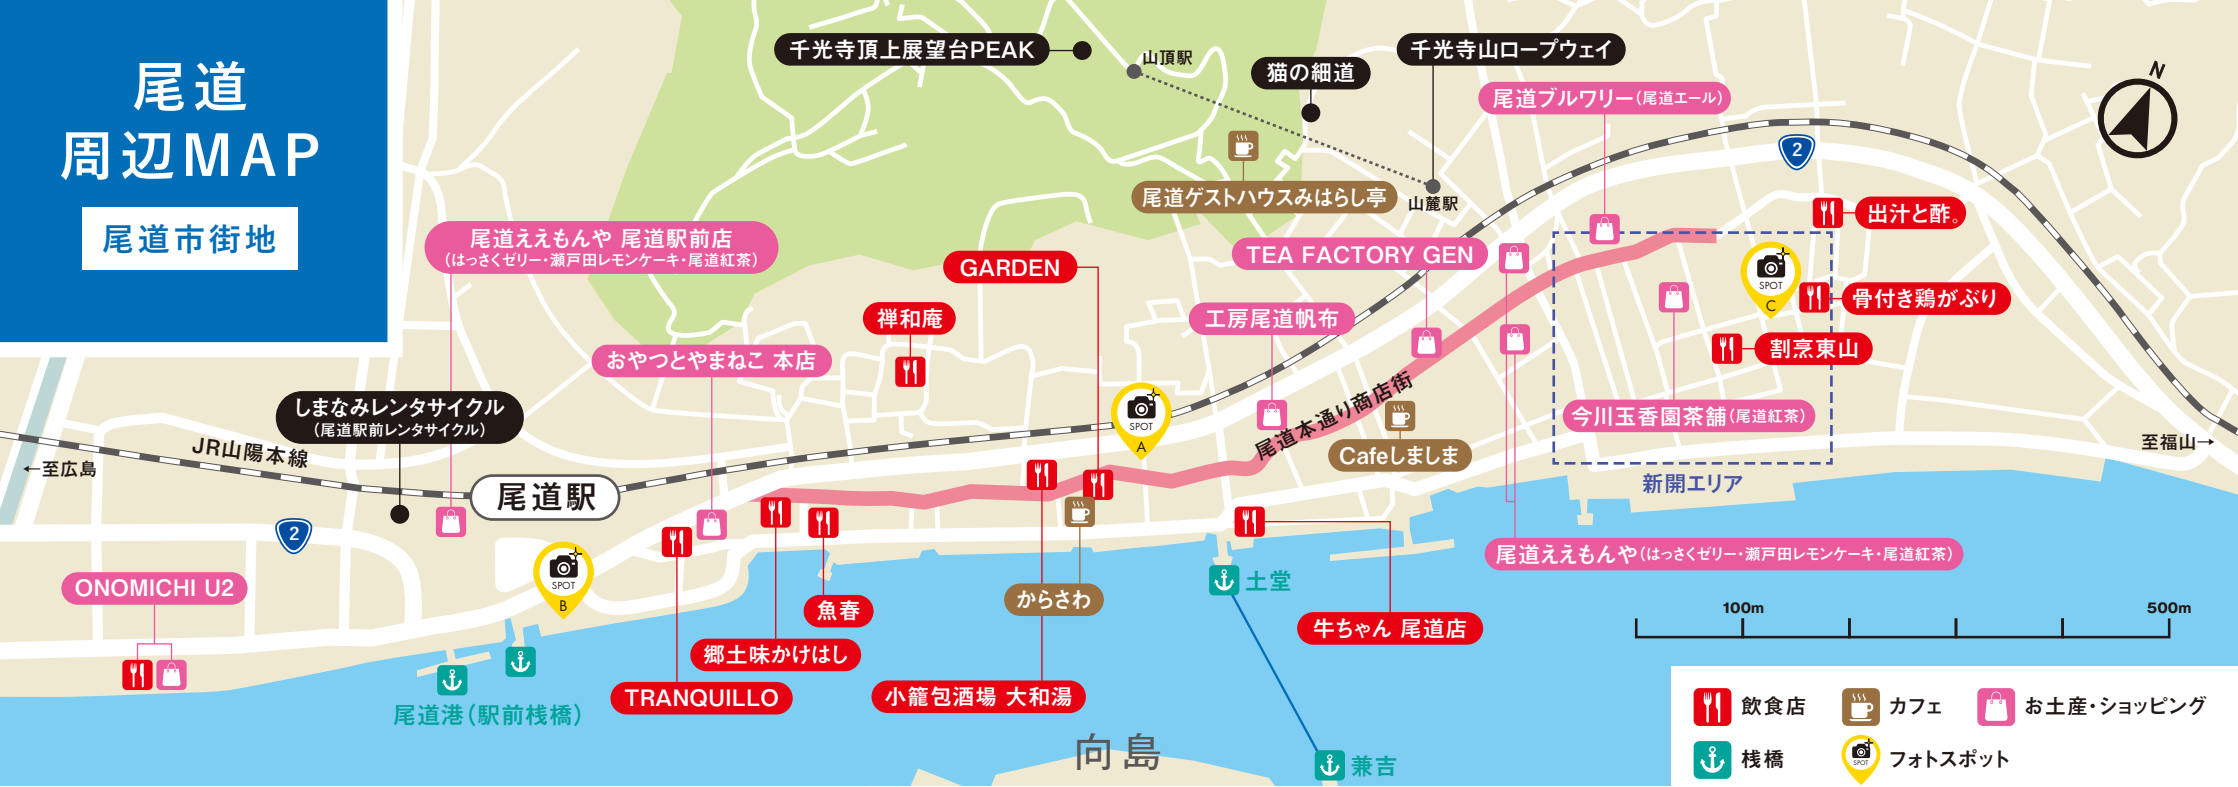 尾道
周辺MAP
尾道市街地
千光寺頂上展望台PEAK
山頂駅
猫の細道
千光寺山ロープウェイ
尾道ブルワリー(尾道エール)
N
2
尾道ゲストハウスみはらし亭
山麓駅
出汁と酢。
尾道ええもんや 尾道駅前店
(はっさくゼリー・瀬戸田レモンケーキ・尾道紅茶)
GARDEN
TEA FACTORY GEN
SPOT
C
骨付き鶏がぶり
禅和庵
工房尾道帆布
割烹東山
おやつとやまねこ 本店
しまなみレンタサイクル
(尾道駅前レンタサイクル)
SPOT
A
尾道本通り商店街
今川玉香園茶舗(尾道紅茶)
JR山陽本線
←至広島
Cafeしましま
至福山→
尾道駅
新開エリア
2
SPOT
B
尾道ええもんや(はっさくゼリー・瀬戸田レモンケーキ・尾道紅茶)
ONOMICHI U2
土堂
からさわ
魚春
牛ちゃん 尾道店
100m
500m
郷土味かけはし
TRANQUILLO
小籠包酒場 大和湯
尾道港(駅前桟橋)
向島
兼吉
飲食店
カフェ
お土産・ショッピング
桟橋
SPOT
フォトスポット